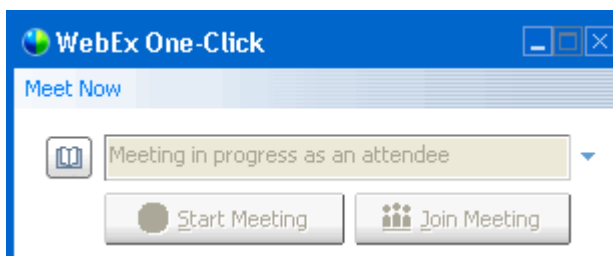 WebEx One-Click
Meet Now
Meeting in progress as an attendee
Start Meeting
Join Meeting